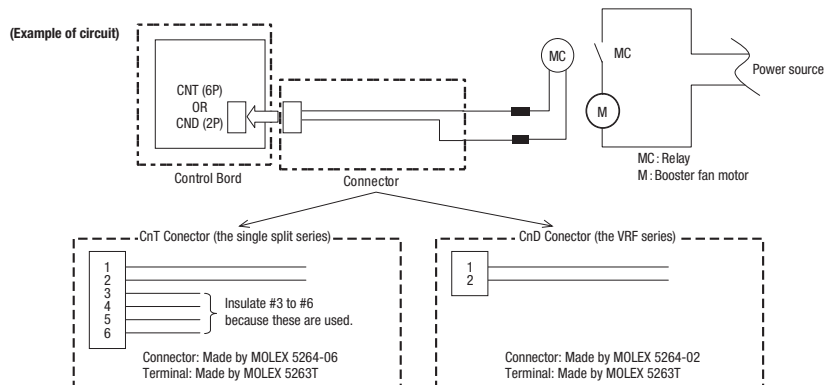 (Example of circuit)
CNT (6P)
OR
CND (2P)
Control Bord
Connector
MC
MC
M
Power source
MC: Relay
M: Booster fan motor
CnT Conector (the single split series)
1
2
3
4
5
6
Insulate #3 to #6
because these are used.
Connector: Made by MOLEX 5264-06
Terminal: Made by MOLEX 5263T
CnD Conector (the VRF series)
1
2
Connector: Made by MOLEX 5264-02
Terminal: Made by MOLEX 5263T